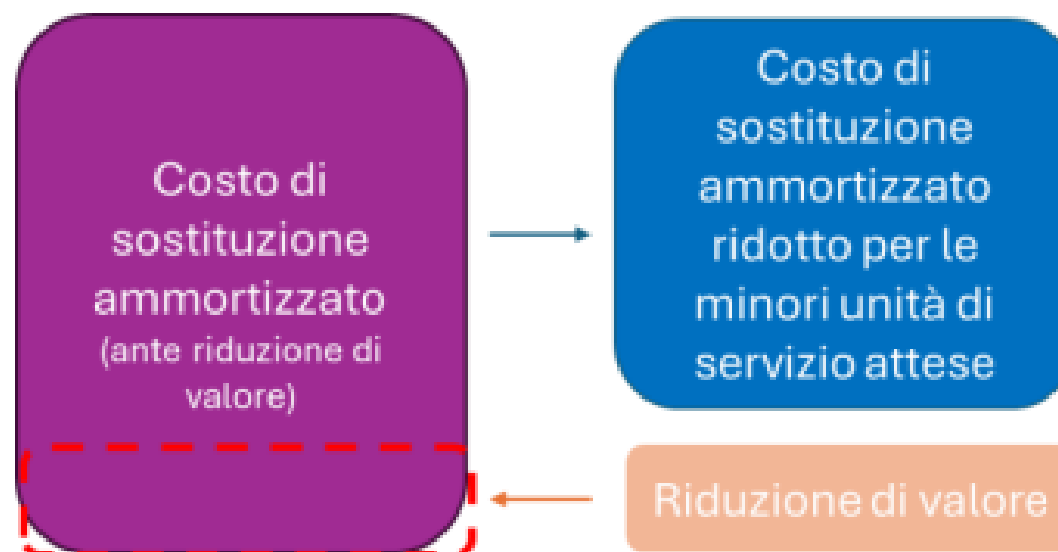 Costo di
sostituzione
ammortizzato
(ante riduzione di
valore)
Costo di
sostituzione
ammortizzato
ridotto per le
minori unità di
servizio attese
Riduzione di valore